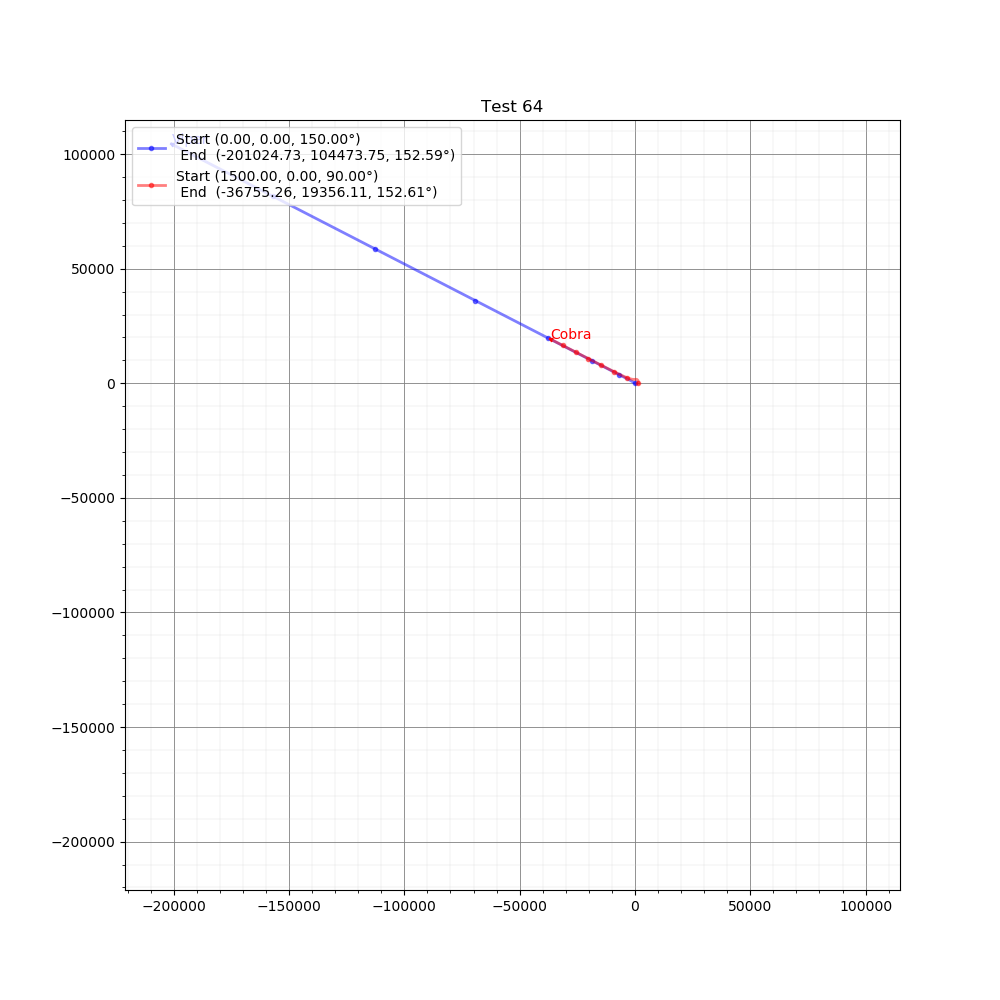 Test 64
Start (0.00, 0.00, 150.00°)
End (-201024.73, 104473.75, 152.59°)
Start (1500.00, 0.00, 90.00°)
End (-36755.26, 19356.11, 152.61°)
100000
50000
Cobra
0
−50000
−100000
−150000
−200000
−200000 −150000 −100000 −50000 0 50000 100000